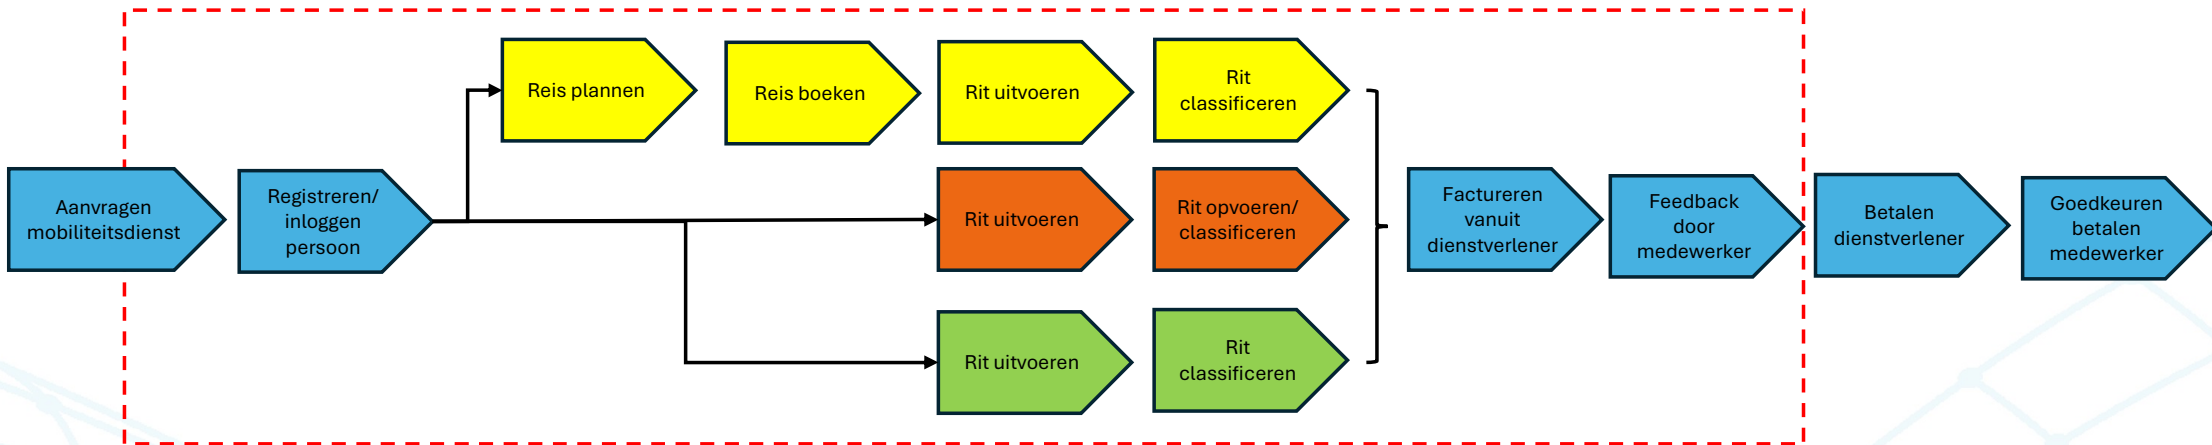 Aanvragen
mobiliteitsdienst
Registreren/
inloggen
persoon
Reis plannen
Reis boeken
Rit uitvoeren
Rit
classificeren
Rit uitvoeren
Rit opvoeren/
classificeren
Rit uitvoeren
Rit
classificeren
Factureren
vanuit
dienstverlener
Feedback
door
medewerker
Betalen
dienstverlener
Goedkeuren
betalen
medewerker